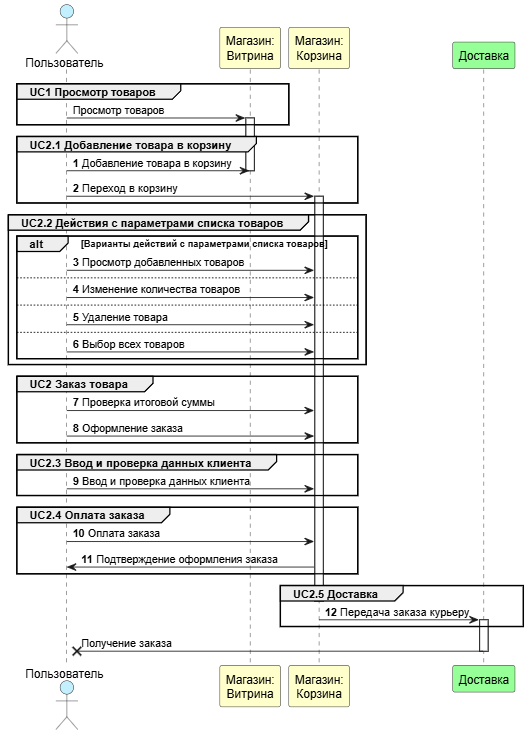 Пользователь
Магазин:
Витрина
Магазин:
Корзина
Доставка
UC1 Просмотр товаров
Просмотр товаров
UC2.1 Добавление товара в корзину
1 Добавление товара в корзину
2 Переход в корзину
UC2.2 Действия с параметрами списка товаров
alt [Варианты действий с параметрами списка товаров]
3 Просмотр добавленных товаров
4 Изменение количества товаров
5 Удаление товара
6 Выбор всех товаров
UC2 Заказ товара
7 Проверка итоговой суммы
8 Оформление заказа
UC2.3 Ввод и проверка данных клиента
9 Ввод и проверка данных клиента
UC2.4 Оплата заказа
10 Оплата заказа
11 Подтверждение оформления заказа
UC2.5 Доставка
12 Передача заказа курьеру
Получение заказа
Пользователь
Магазин:
Витрина
Магазин:
Корзина
Доставка